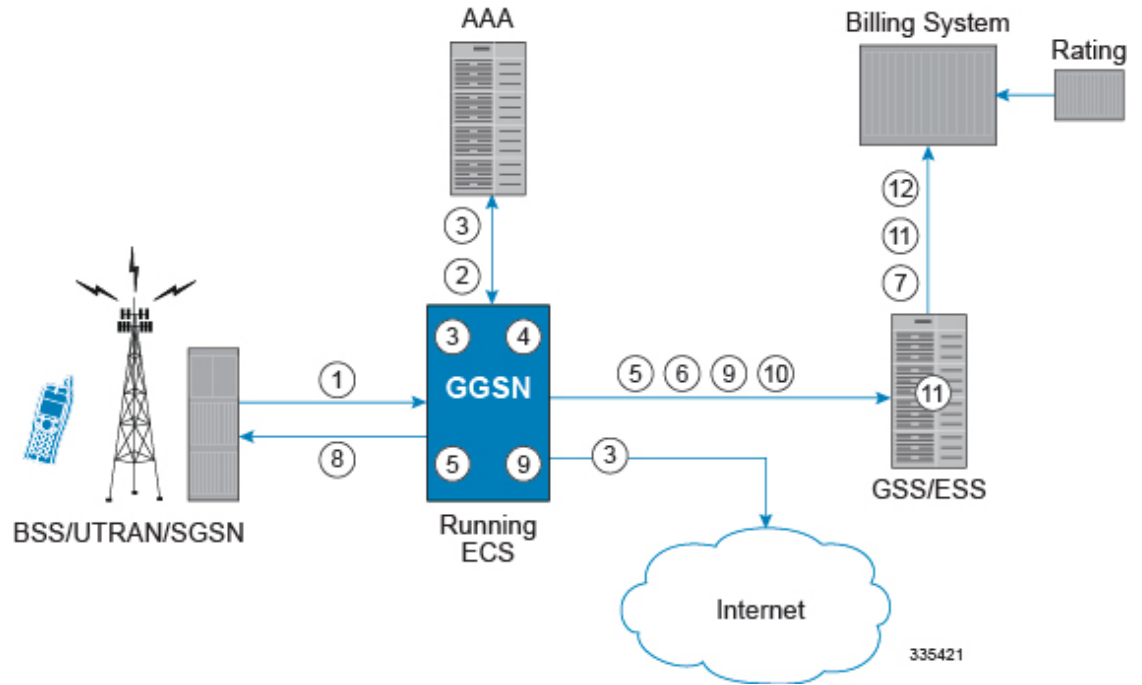 AAA
Billing System
Rating
3
2
12
11
7
3 4
GGSN
5 9
1
8
5 6 9 10
11
3
BSS/UTRAN/SGSN
Running
ECS
GSS/ESS
Internet
335421